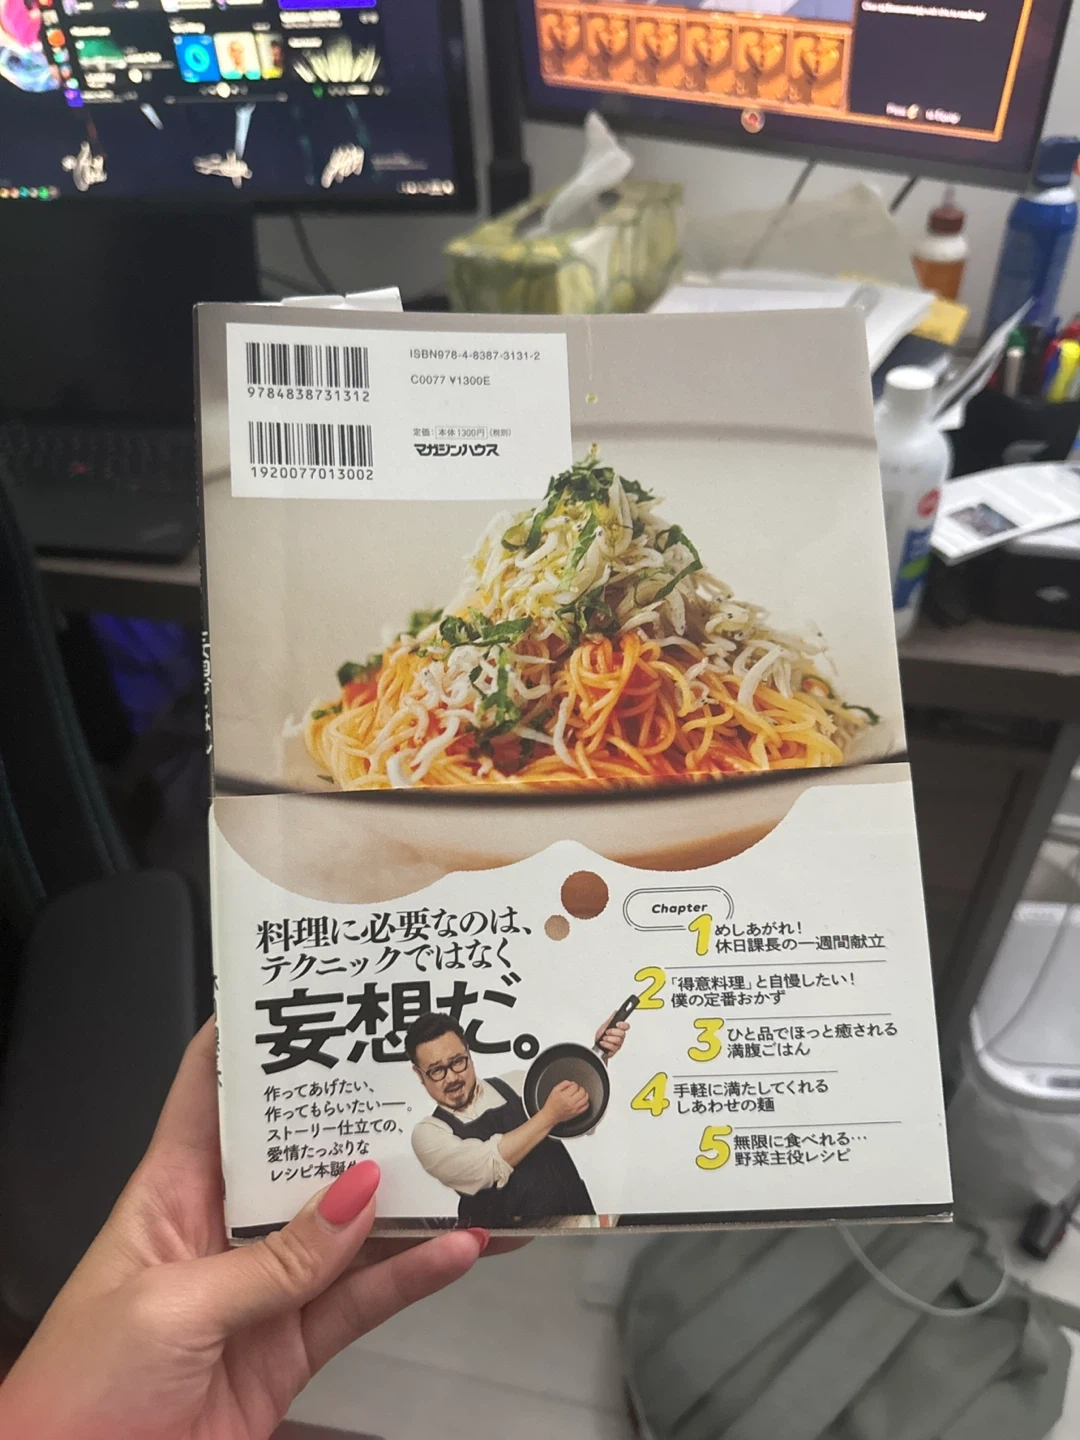 ISBN978-4-8387-3131-2
C0077 ¥1300E
9784838731312
1920077013002
定価:本体1300円(税別)
マガジンハウス
料理に必要なのは、
テクニックではなく
妄想だ。
作ってあげたい、
作ってもらいたい──。
ストーリー仕立ての、
愛情たっぷりな
レシピ本誕
Chapter
1 めしあがれ!
休日課長の一週間献立
2 「得意料理」と自慢したい!
僕の定番おかず
3 ひと品でほっと癒される
満腹ごはん
4 手軽に満たしてくれる
しあわせの麺
5 無限に食べれる…
野菜主役レシピ